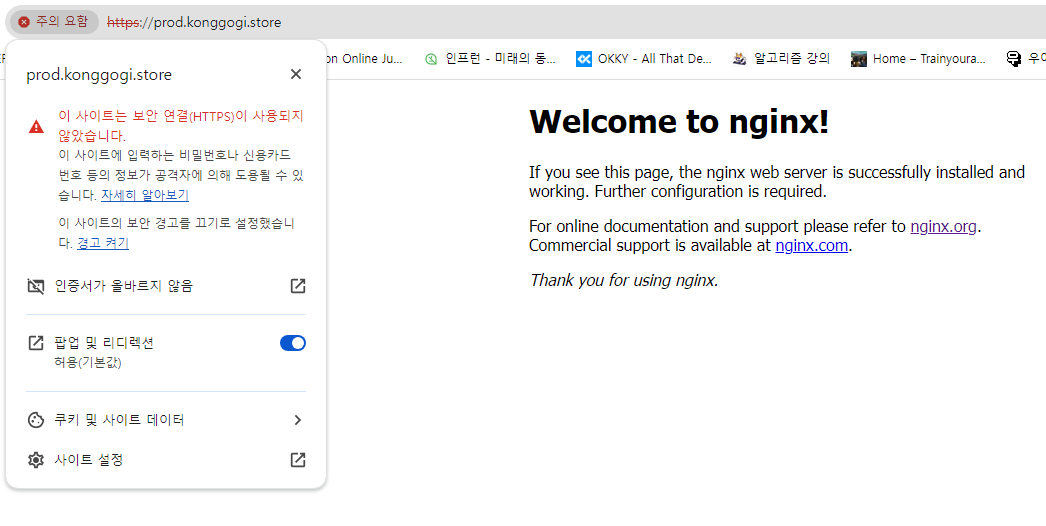 주의 요함 https://prod.konggogi.store
on Online Ju... 인프런 - 미래의 동... OKKY - All That De... 알고리즘 강의 Home – Trainyoura... 우아
prod.konggogi.store
이 사이트는 보안 연결(HTTPS)이 사용되지
않았습니다.
이 사이트에 입력하는 비밀번호나 신용카드
번호 등의 정보가 공격자에 의해 도용될 수 있
습니다. 자세히 알아보기
이 사이트의 보안 경고를 끄기로 설정했습니
다. 경고 켜기
인증서가 올바르지 않음
팝업 및 리디렉션
허용(기본값)
쿠키 및 사이트 데이터
사이트 설정
Welcome to nginx!
If you see this page, the nginx web server is successfully installed and
working. Further configuration is required.
For online documentation and support please refer to nginx.org.
Commercial support is available at nginx.com.
Thank you for using nginx.